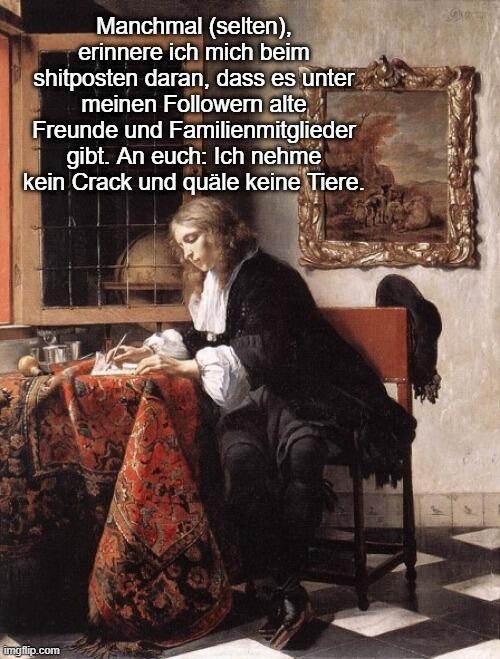 Manchmal (selten),
erinnere ich mich beim
shitposten daran, dass es unter
meinen Followern alte
Freunde und Familienmitglieder
gibt. An euch: Ich nehme
kein Crack und quäle keine Tiere.
imgflip.com